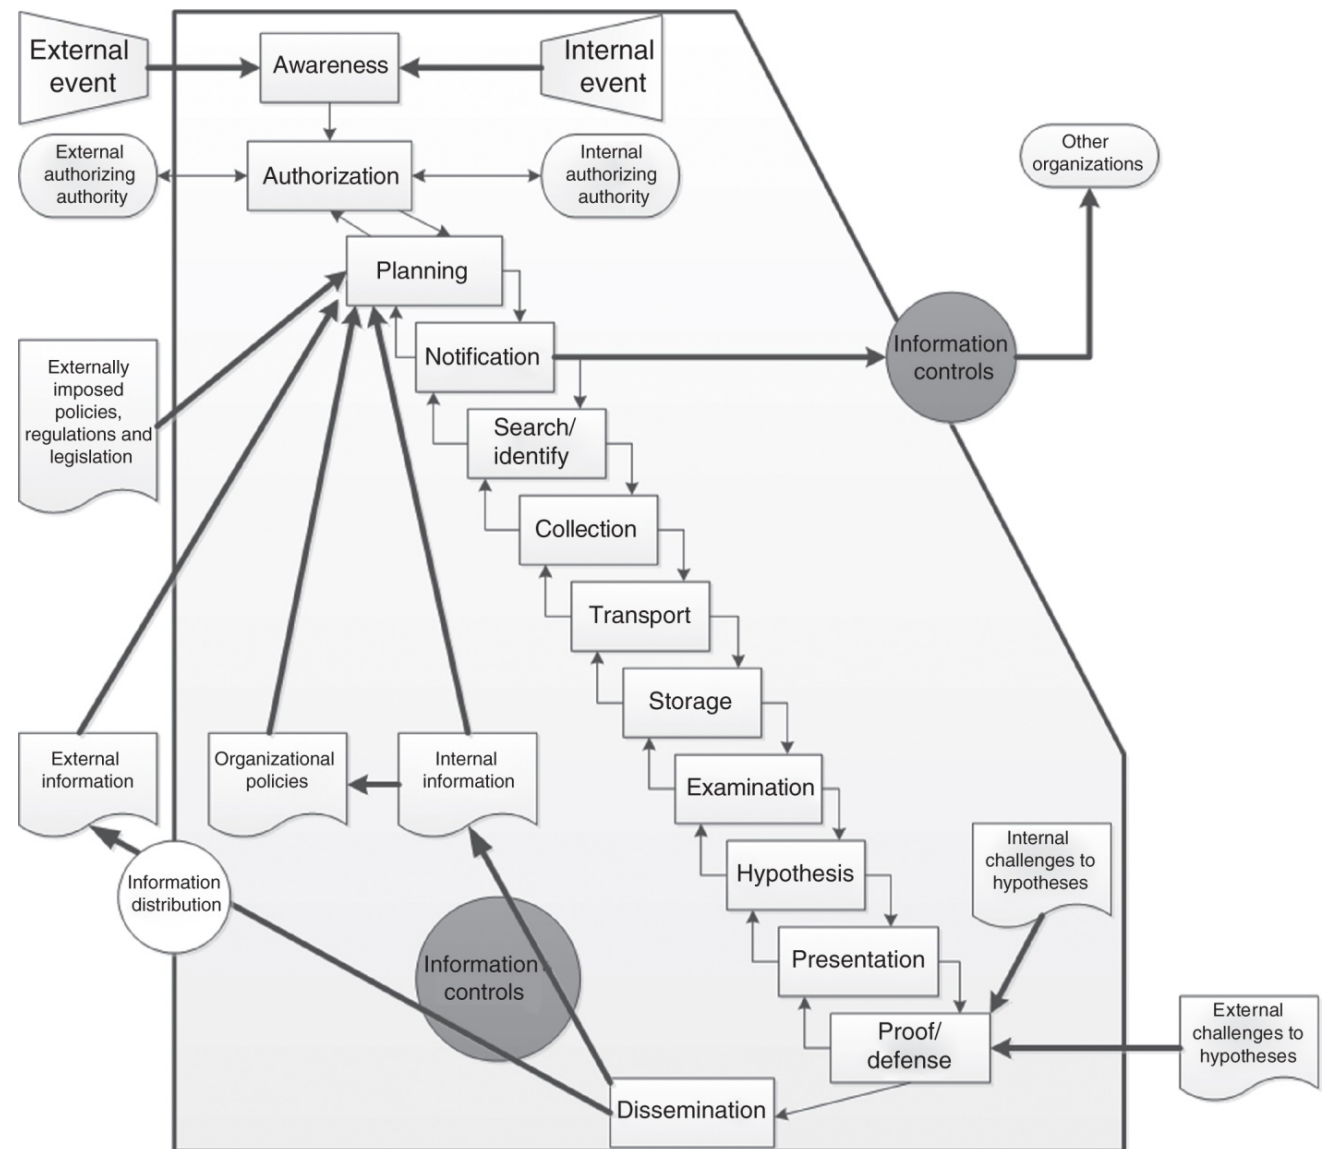 External
event
Awareness
Internal
event
External
authorizing
authority
Authorization
Internal
authorizing
authority
Other
organizations
Planning
Externally
imposed
policies,
regulations and
legislation
Notification
Information
controls
Search/
identify
Collection
Transport
Storage
External
information
Organizational
policies
Internal
information
Examination
Internal
challenges to
hypotheses
Hypothesis
Information
distribution
Information
controls
Presentation
External
challenges to
hypotheses
Proof/
defense
Dissemination